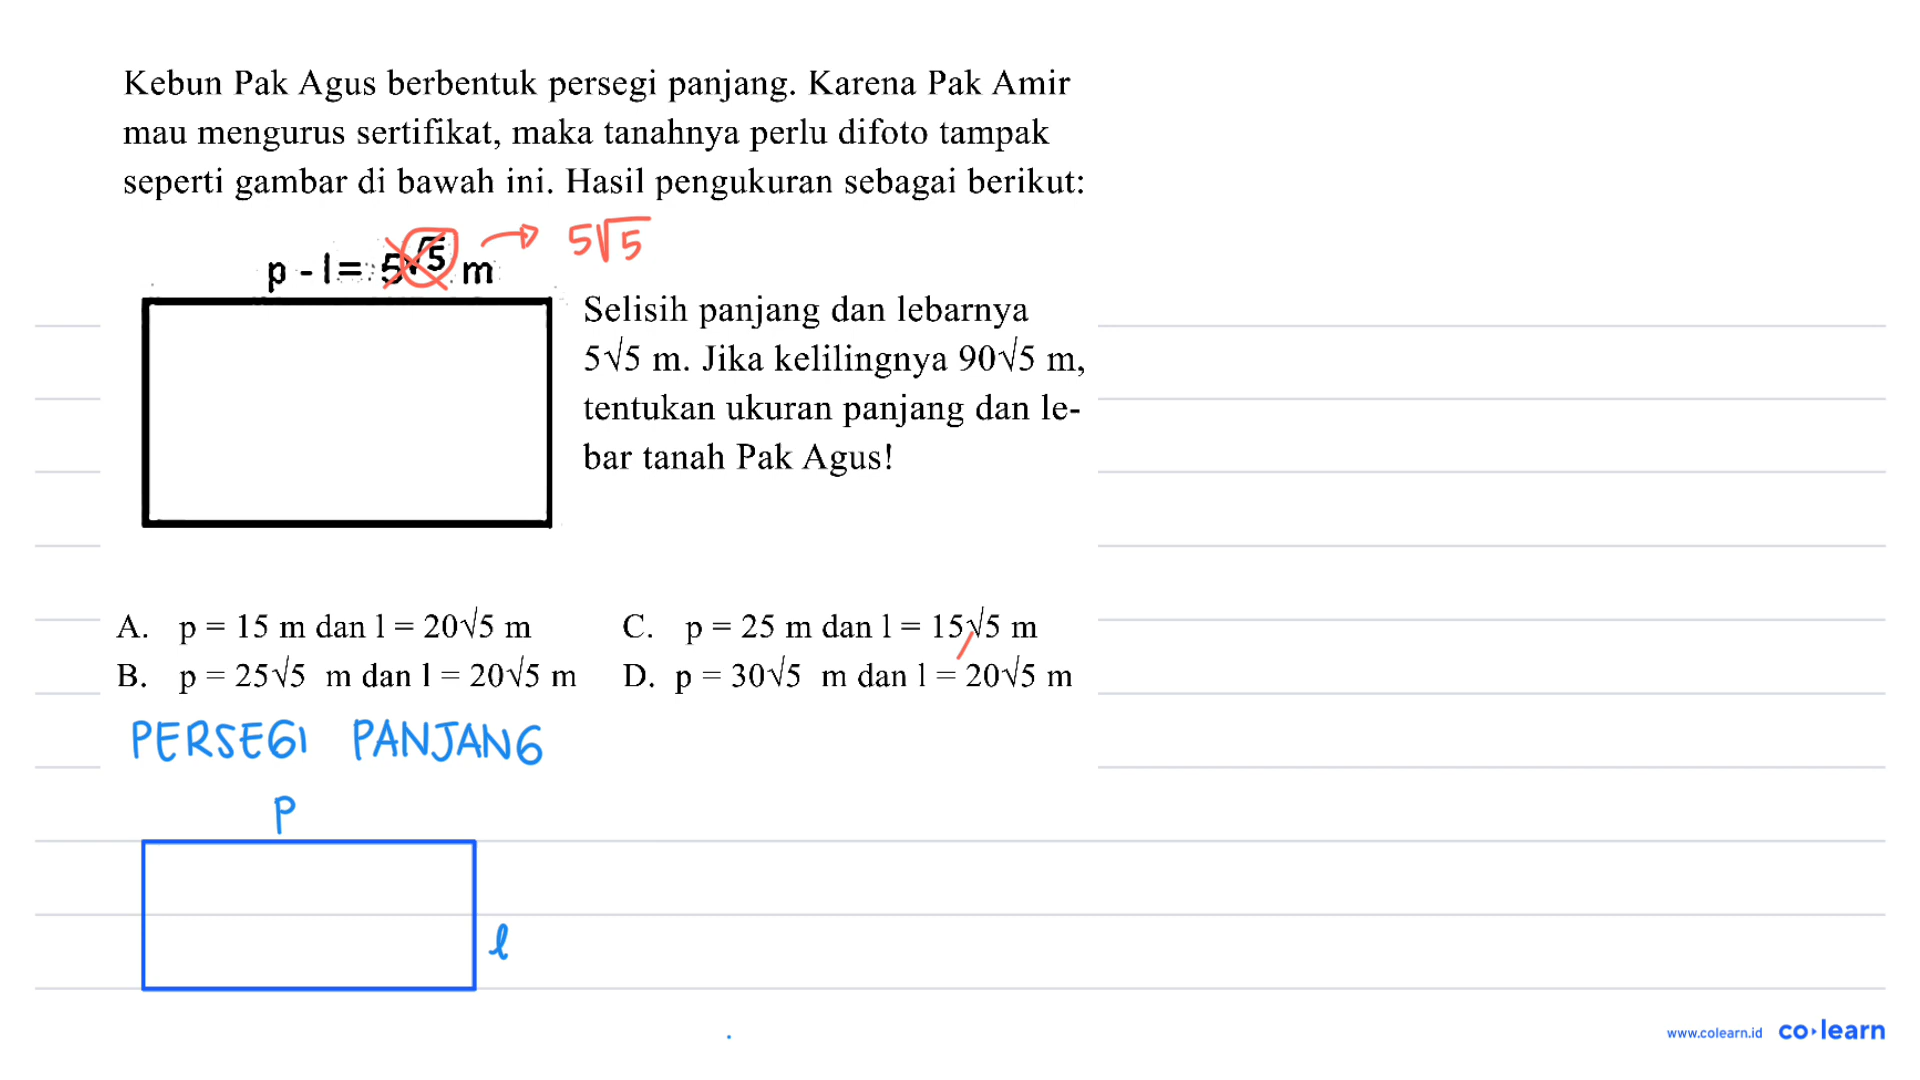 Kebun Pak Agus berbentuk persegi panjang. Karena Pak Amir
mau mengurus sertifikat, maka tanahnya perlu difoto tampak
seperti gambar di bawah ini. Hasil pengukuran sebagai berikut:
p - l = 5√5 m → 5√5
Selisih panjang dan lebarnya
5√5 m. Jika kelilingnya 90√5 m,
tentukan ukuran panjang dan le-
bar tanah Pak Agus!
A. p = 15 m dan l = 20√5 m
C. p = 25 m dan l = 15√5 m
B. p = 25√5 m dan l = 20√5 m
D. p = 30√5 m dan l = 20√5 m
PERSEGI PANJANG
p
l
www.colearn.id co·learn